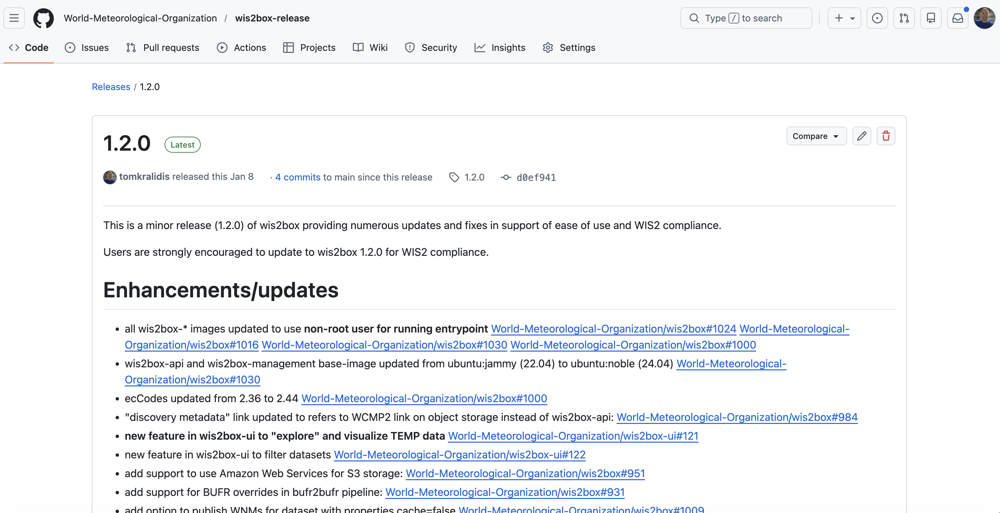 World-Meteorological-Organization / wis2box-release
Type / to search
Code Issues Pull requests Actions Projects Wiki Security Insights Settings
Releases / 1.2.0
1.2.0 Latest
Compare
tomkralidis released this Jan 8 · 4 commits to main since this release 1.2.0 d0ef941
This is a minor release (1.2.0) of wis2box providing numerous updates and fixes in support of ease of use and WIS2 compliance.
Users are strongly encouraged to update to wis2box 1.2.0 for WIS2 compliance.
Enhancements/updates
• all wis2box-* images updated to use non-root user for running entrypoint World-Meteorological-Organization/wis2box#1024 World-Meteorological-
Organization/wis2box#1016 World-Meteorological-Organization/wis2box#1030 World-Meteorological-Organization/wis2box#1000
• wis2box-api and wis2box-management base-image updated from ubuntu:jammy (22.04) to ubuntu:noble (24.04) World-Meteorological-
Organization/wis2box#1030
• ecCodes updated from 2.36 to 2.44 World-Meteorological-Organization/wis2box#1000
• "discovery metadata" link updated to refers to WCMP2 link on object storage instead of wis2box-api: World-Meteorological-Organization/wis2box#984
• new feature in wis2box-ui to "explore" and visualize TEMP data World-Meteorological-Organization/wis2box-ui#121
• new feature in wis2box-ui to filter datasets World-Meteorological-Organization/wis2box-ui#122
• add support to use Amazon Web Services for S3 storage: World-Meteorological-Organization/wis2box#951
• add support for BUFR overrides in bufr2bufr pipeline: World-Meteorological-Organization/wis2box#931
• add option to publish WNMs for dataset with properties.cache=false World-Meteorological-Organization/wis2box#1009